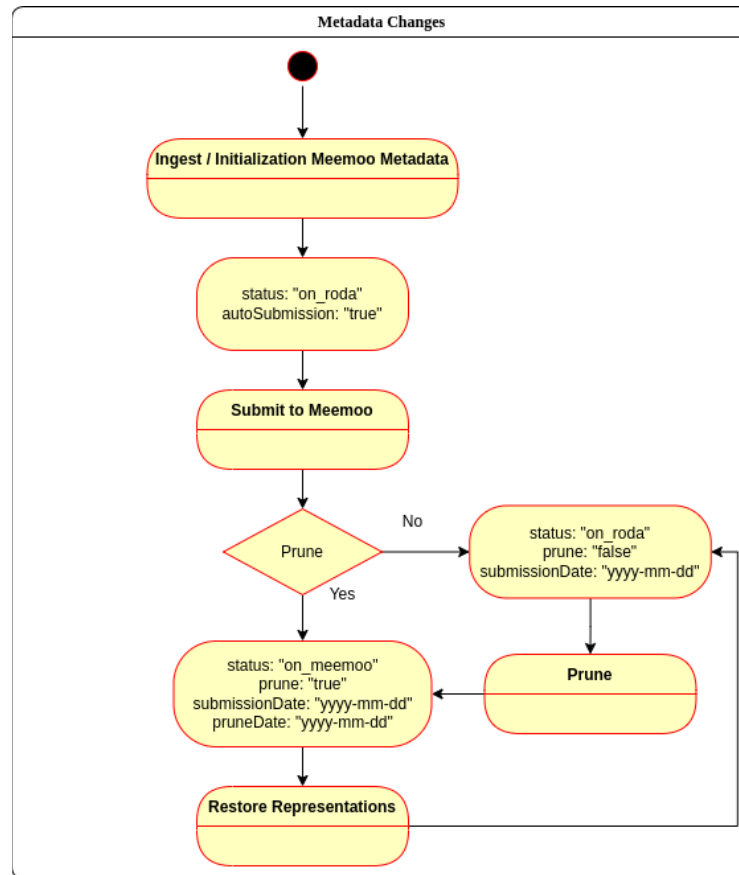 Metadata Changes
Ingest / Initialization Meemoo Metadata
status: "on_roda"
autoSubmission: "true"
Submit to Meemoo
Prune
No
Yes
status: "on_roda"
prune: "false"
submissionDate: "yyyy-mm-dd"
status: "on_meemoo"
prune: "true"
submissionDate: "yyyy-mm-dd"
pruneDate: "yyyy-mm-dd"
Prune
Restore Representations